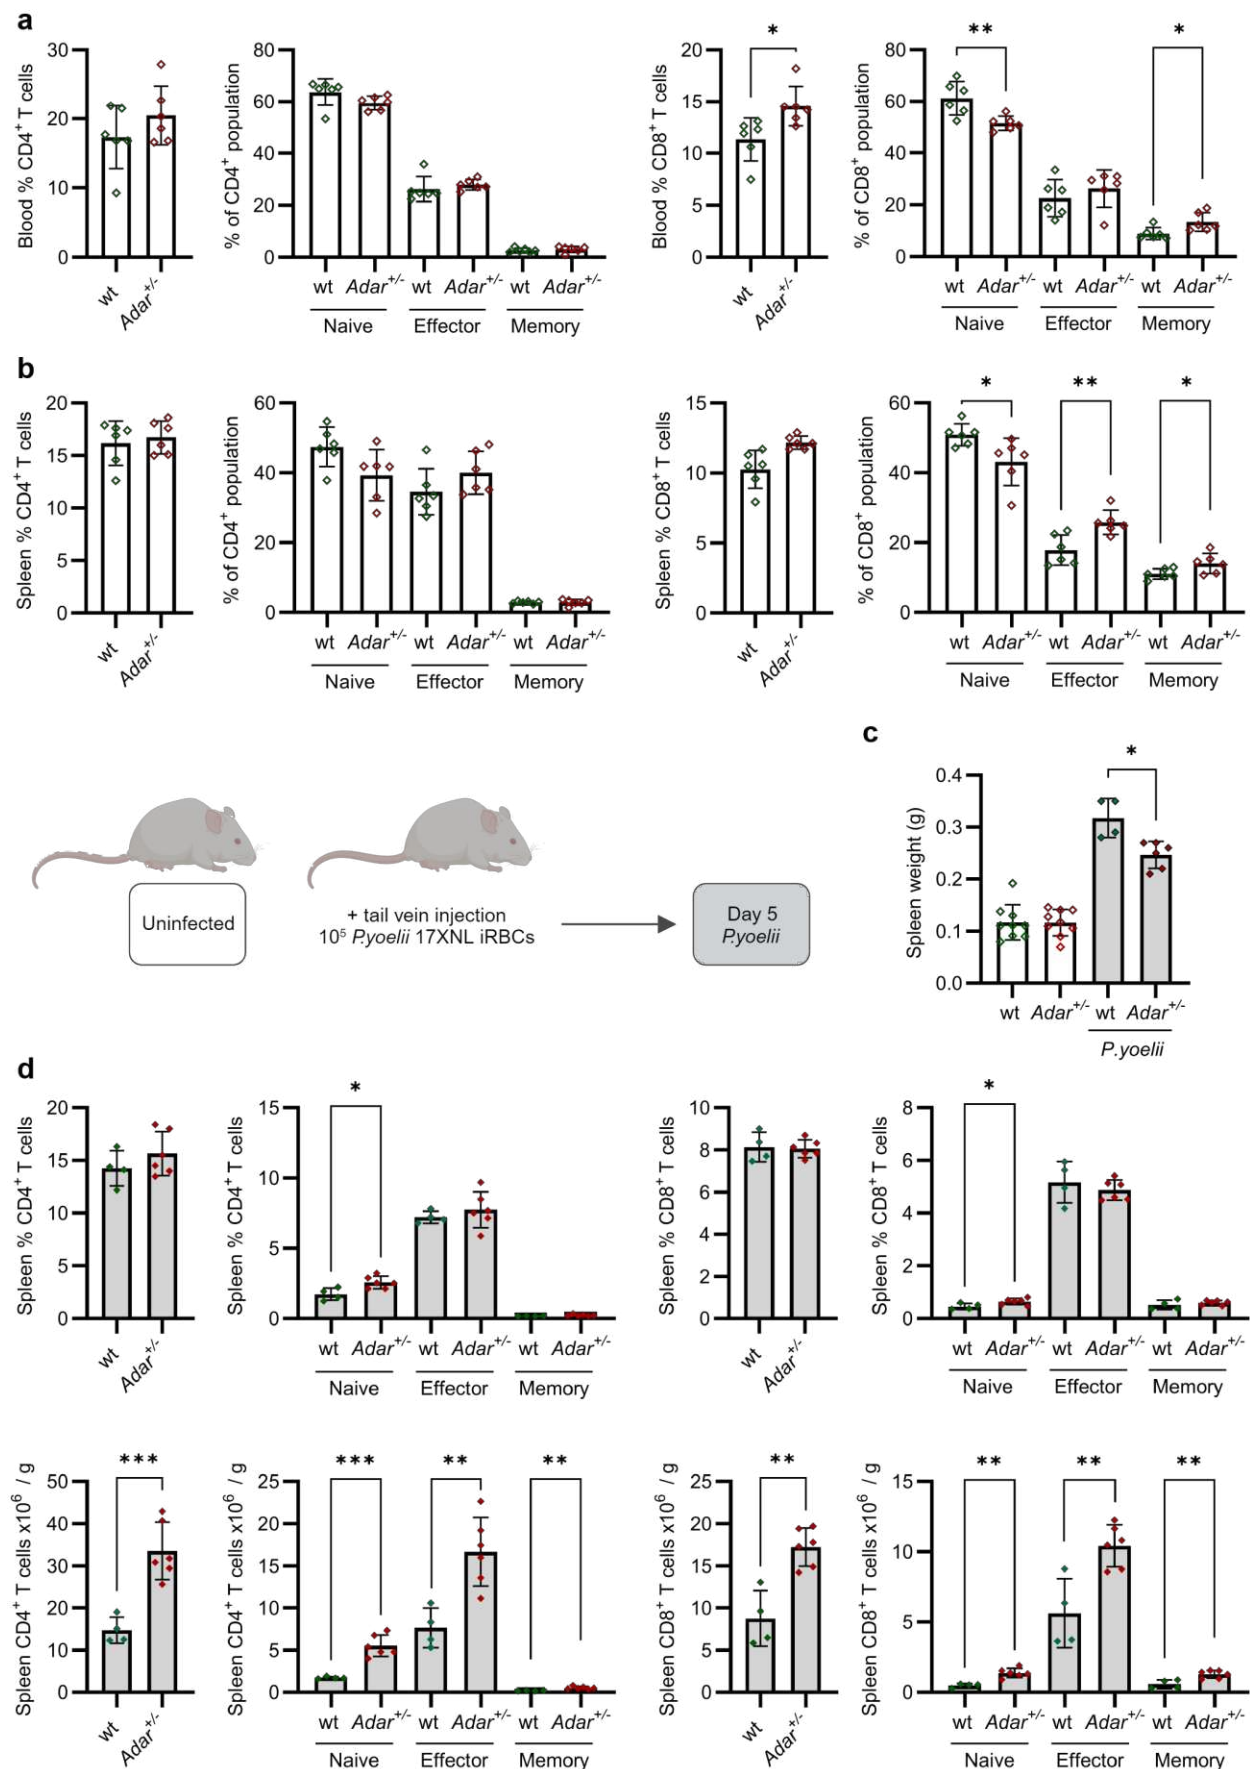 a
Blood % CD4⁺ T cells
30
20
10
0
wt
Adar⁺/⁻
% of CD4⁺ population
80
60
40
20
0
wt Adar⁺/⁻ wt Adar⁺/⁻ wt Adar⁺/⁻
Naive Effector Memory
Blood % CD8⁺ T cells
20
15
10
5
0
*
wt
Adar⁺/⁻
% of CD8⁺ population
80
60
40
20
0
** *
wt Adar⁺/⁻ wt Adar⁺/⁻ wt Adar⁺/⁻
Naive Effector Memory
b
Spleen % CD4⁺ T cells
20
15
10
5
0
wt
Adar⁺/⁻
% of CD4⁺ population
60
40
20
0
wt Adar⁺/⁻ wt Adar⁺/⁻ wt Adar⁺/⁻
Naive Effector Memory
Spleen % CD8⁺ T cells
15
10
5
0
wt
Adar⁺/⁻
% of CD8⁺ population
60
40
20
0
* ** *
wt Adar⁺/⁻ wt Adar⁺/⁻ wt Adar⁺/⁻
Naive Effector Memory
Uninfected
+ tail vein injection
10⁵ P.yoelii 17XNL iRBCs
Day 5
P.yoelii
c
Spleen weight (g)
0.4
0.3
0.2
0.1
0.0
*
wt Adar⁺/⁻ wt Adar⁺/⁻
P.yoelii
d
Spleen % CD4⁺ T cells
20
15
10
5
0
wt
Adar⁺/⁻
Spleen % CD4⁺ T cells
15
10
5
0
*
wt Adar⁺/⁻ wt Adar⁺/⁻ wt Adar⁺/⁻
Naive Effector Memory
Spleen % CD8⁺ T cells
10
8
6
4
2
0
wt
Adar⁺/⁻
Spleen % CD8⁺ T cells
8
6
4
2
0
*
wt Adar⁺/⁻ wt Adar⁺/⁻ wt Adar⁺/⁻
Naive Effector Memory
Spleen CD4⁺ T cells x10⁶ / g
50
40
30
20
10
0
***
wt
Adar⁺/⁻
Spleen CD4⁺ T cells x10⁶ / g
25
20
15
10
5
0
*** ** **
wt Adar⁺/⁻ wt Adar⁺/⁻ wt Adar⁺/⁻
Naive Effector Memory
Spleen CD8⁺ T cells x10⁶ / g
25
20
15
10
5
0
**
wt
Adar⁺/⁻
Spleen CD8⁺ T cells x10⁶ / g
15
10
5
0
** ** **
wt Adar⁺/⁻ wt Adar⁺/⁻ wt Adar⁺/⁻
Naive Effector Memory